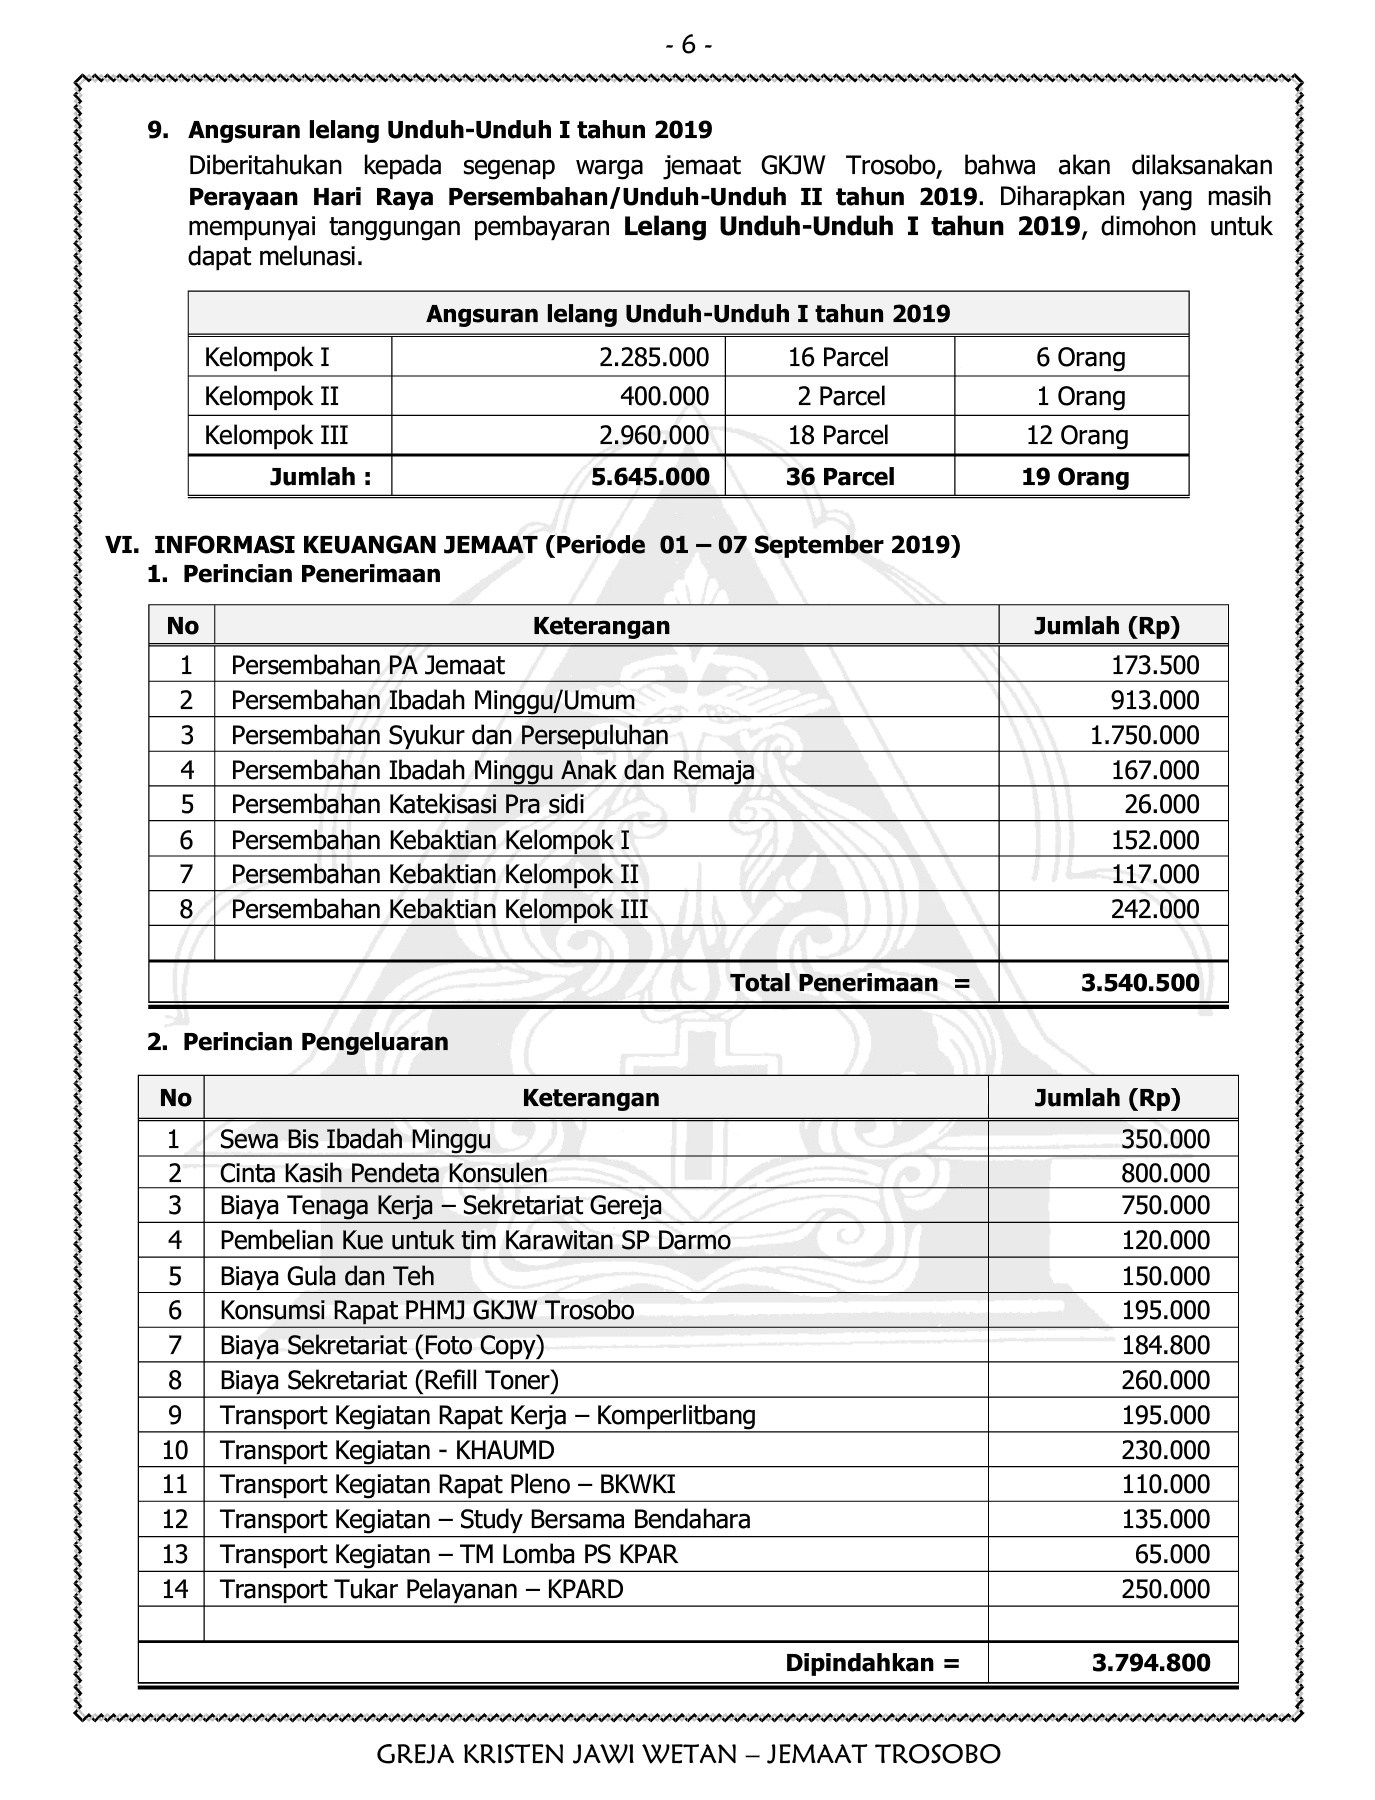 - 6 -
9. Angsuran lelang Unduh-Unduh I tahun 2019
Diberitahukan kepada segenap warga jemaat GKJW Trosobo, bahwa akan dilaksanakan
Perayaan Hari Raya Persembahan/Unduh-Unduh II tahun 2019. Diharapkan yang masih
mempunyai tanggungan pembayaran Lelang Unduh-Unduh I tahun 2019, dimohon untuk
dapat melunasi.
Angsuran lelang Unduh-Unduh I tahun 2019
Kelompok I 2.285.000 16 Parcel 6 Orang
Kelompok II 400.000 2 Parcel 1 Orang
Kelompok III 2.960.000 18 Parcel 12 Orang
Jumlah : 5.645.000 36 Parcel 19 Orang
VI. INFORMASI KEUANGAN JEMAAT (Periode 01 – 07 September 2019)
1. Perincian Penerimaan
No Keterangan Jumlah (Rp)
1 Persembahan PA Jemaat 173.500
2 Persembahan Ibadah Minggu/Umum 913.000
3 Persembahan Syukur dan Persepuluhan 1.750.000
4 Persembahan Ibadah Minggu Anak dan Remaja 167.000
5 Persembahan Katekisasi Pra sidi 26.000
6 Persembahan Kebaktian Kelompok I 152.000
7 Persembahan Kebaktian Kelompok II 117.000
8 Persembahan Kebaktian Kelompok III 242.000
Total Penerimaan = 3.540.500
2. Perincian Pengeluaran
No Keterangan Jumlah (Rp)
1 Sewa Bis Ibadah Minggu 350.000
2 Cinta Kasih Pendeta Konsulen 800.000
3 Biaya Tenaga Kerja – Sekretariat Gereja 750.000
4 Pembelian Kue untuk tim Karawitan SP Darmo 120.000
5 Biaya Gula dan Teh 150.000
6 Konsumsi Rapat PHMJ GKJW Trosobo 195.000
7 Biaya Sekretariat (Foto Copy) 184.800
8 Biaya Sekretariat (Refill Toner) 260.000
9 Transport Kegiatan Rapat Kerja – Komperlitbang 195.000
10 Transport Kegiatan - KHAUMD 230.000
11 Transport Kegiatan Rapat Pleno – BKWKI 110.000
12 Transport Kegiatan – Study Bersama Bendahara 135.000
13 Transport Kegiatan – TM Lomba PS KPAR 65.000
14 Transport Tukar Pelayanan – KPARD 250.000
Dipindahkan = 3.794.800
GREJA KRISTEN JAWI WETAN – JEMAAT TROSOBO